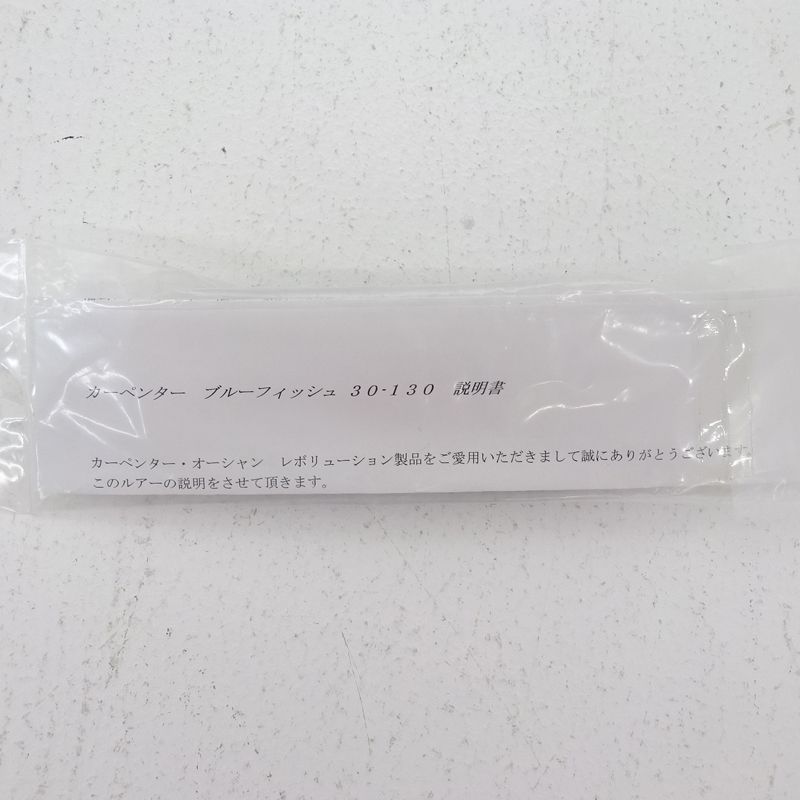 カーペンター　ブルーフィッシュ　３０-１３０　説明書
カーペンター・オーシャン　レボリューション製品をご愛用いただきまして誠にありがとうございます。
このルアーの説明をさせて頂きます。